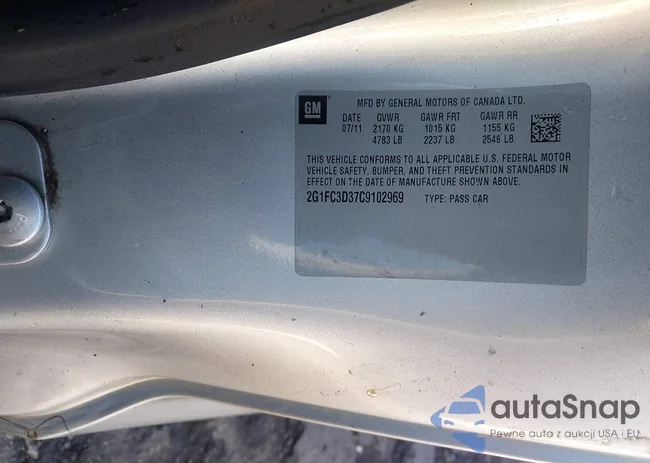 GM
MFD BY GENERAL MOTORS OF CANADA LTD.
DATE GVWR GAWR FRT GAWR RR
07/11 2170 KG 1015 KG 1155 KG
4783 LB 2237 LB 2546 LB
THIS VEHICLE CONFORMS TO ALL APPLICABLE U.S. FEDERAL MOTOR
VEHICLE SAFETY, BUMPER, AND THEFT PREVENTION STANDARDS IN
EFFECT ON THE DATE OF MANUFACTURE SHOWN ABOVE.
2G1FC3D37C9102969 TYPE: PASS CAR
autaSnap
Pewne auta z aukcji USA i EU